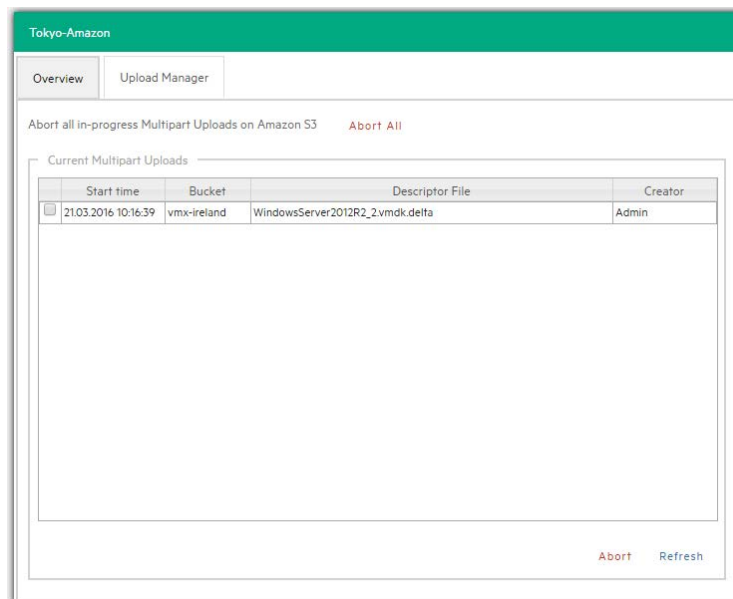 Tokyo-Amazon
Overview Upload Manager
Abort all in-progress Multipart Uploads on Amazon S3 Abort All
Current Multipart Uploads
Start time Bucket Descriptor File Creator
21.03.2016 10:16:39 vmx-ireland WindowsServer2012R2_2.vmdk.delta Admin
Abort Refresh